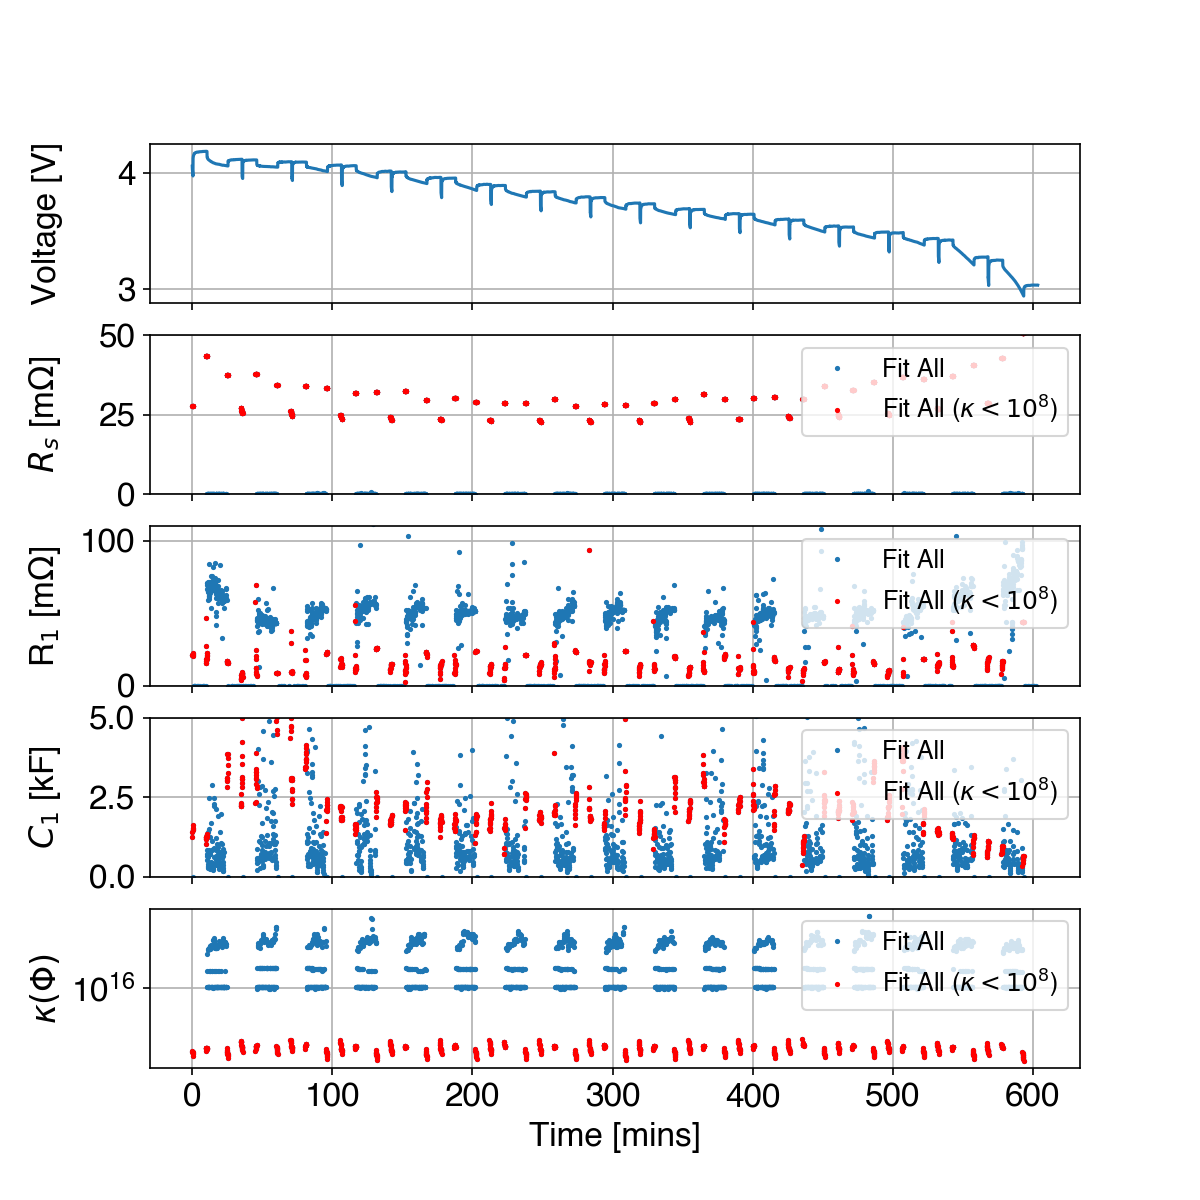 Voltage [V]
4
3
R_s [mΩ]
50
25
0
Fit All
Fit All (κ < 10^8)
R_1 [mΩ]
100
0
Fit All
Fit All (κ < 10^8)
C_1 [kF]
5.0
2.5
0.0
Fit All
Fit All (κ < 10^8)
κ(Φ)
10^16
Fit All
Fit All (κ < 10^8)
0 100 200 300 400 500 600
Time [mins]